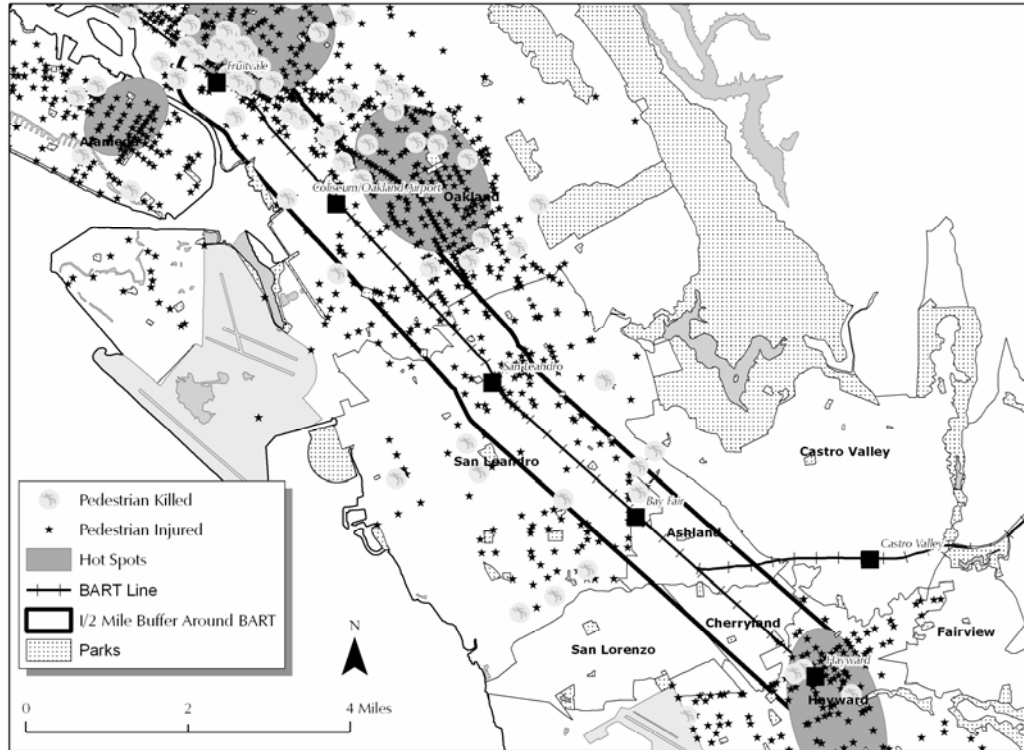 Fruitvale
Alameda
Coliseum/Oakland Airport
Oakland
San Leandro
San Leandro
Castro Valley
Bay Fair
Ashland
Castro Valley
Cherryland
Fairview
San Lorenzo
Hayward
Hayward
Pedestrian Killed
Pedestrian Injured
Hot Spots
BART Line
1/2 Mile Buffer Around BART
Parks
N
0 2 4 Miles